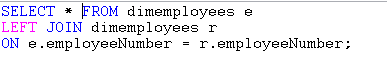 SELECT * FROM dimemployees e
LEFT JOIN dimemployees r
ON e.employeeNumber = r.employeeNumber;